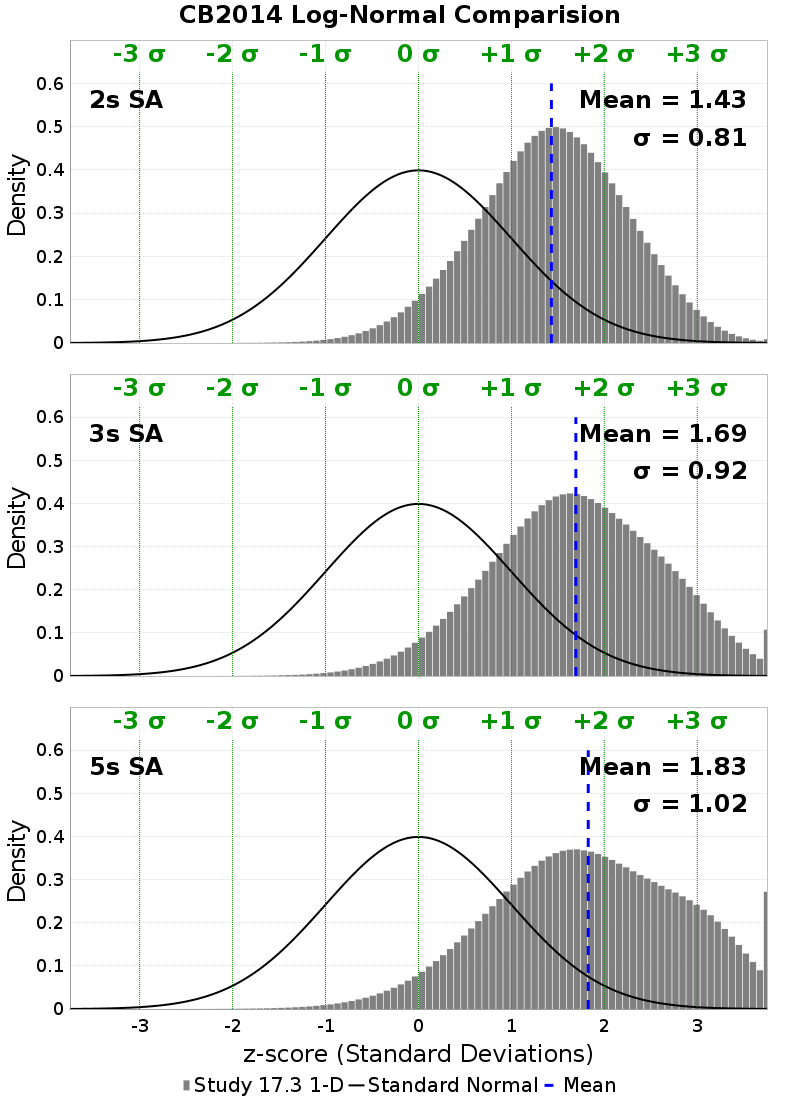 CB2014 Log-Normal Comparision
-3 σ -2 σ -1 σ 0 σ +1 σ +2 σ +3 σ
0.6
2s SA
Mean = 1.43
0.5
σ = 0.81
0.4
0.3
0.2
0.1
0
Density
-3 σ -2 σ -1 σ 0 σ +1 σ +2 σ +3 σ
0.6
3s SA
Mean = 1.69
0.5
σ = 0.92
0.4
0.3
0.2
0.1
0
Density
-3 σ -2 σ -1 σ 0 σ +1 σ +2 σ +3 σ
0.6
5s SA
Mean = 1.83
0.5
σ = 1.02
0.4
0.3
0.2
0.1
0
Density
-3 -2 -1 0 1 2 3
z-score (Standard Deviations)
Study 17.3 1-D Standard Normal Mean